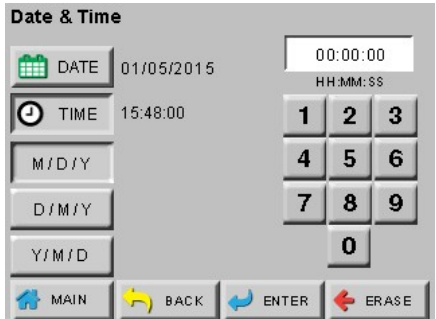 Date & Time
DATE 01/05/2015
00:00:00
HH:MM:SS
TIME 15:48:00
1 2 3
M/D/Y
4 5 6
D/M/Y
7 8 9
Y/M/D
0
MAIN BACK ENTER ERASE